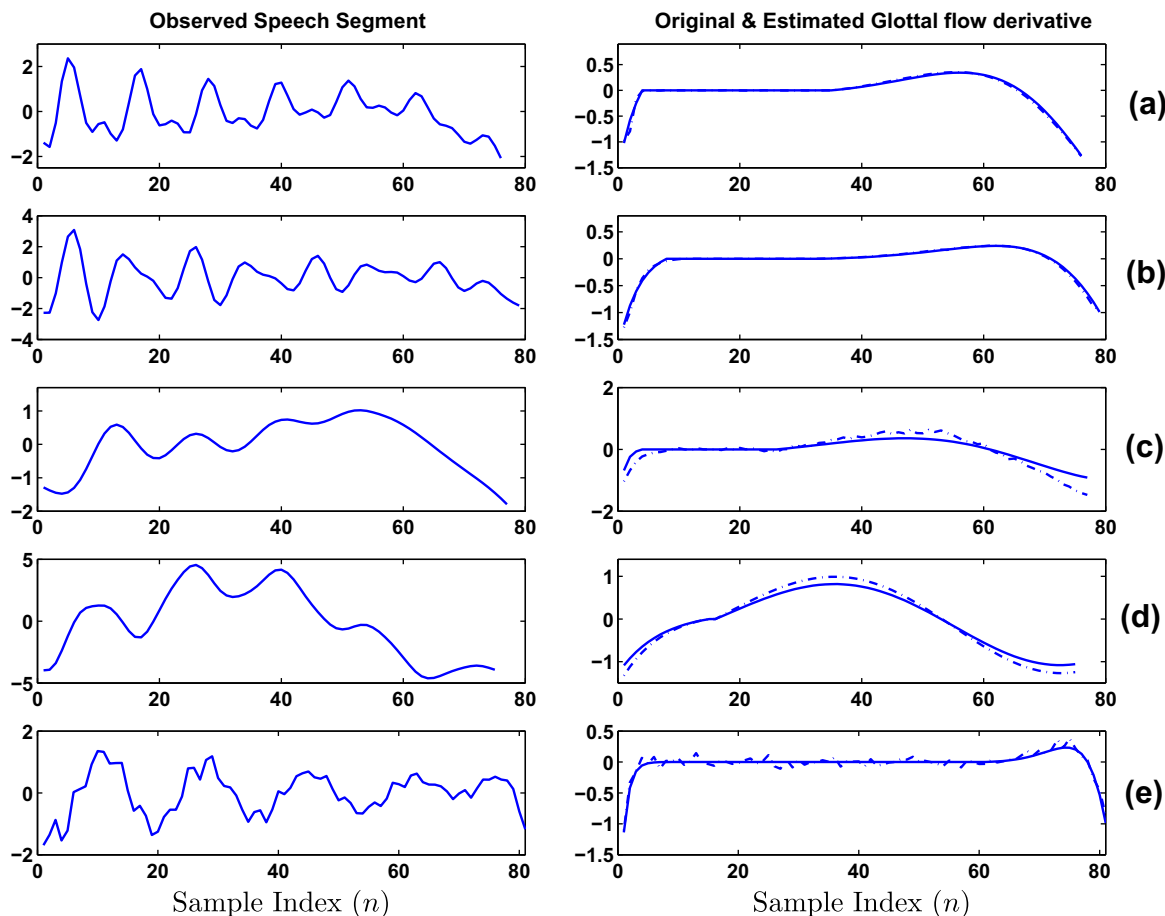 Observed Speech Segment
Original & Estimated Glottal flow derivative
2
0
−2
0 20 40 60 80
0.5
0
−0.5
−1
−1.5
0 20 40 60 80
(a)
4
2
0
−2
−4
0 20 40 60 80
0.5
0
−0.5
−1
−1.5
0 20 40 60 80
(b)
1
0
−1
−2
0 20 40 60 80
2
0
−2
0 20 40 60 80
(c)
5
0
−5
0 20 40 60 80
1
0
−1
0 20 40 60 80
(d)
2
0
−2
0 20 40 60 80
0.5
0
−0.5
−1
−1.5
0 20 40 60 80
(e)
Sample Index (n)
Sample Index (n)